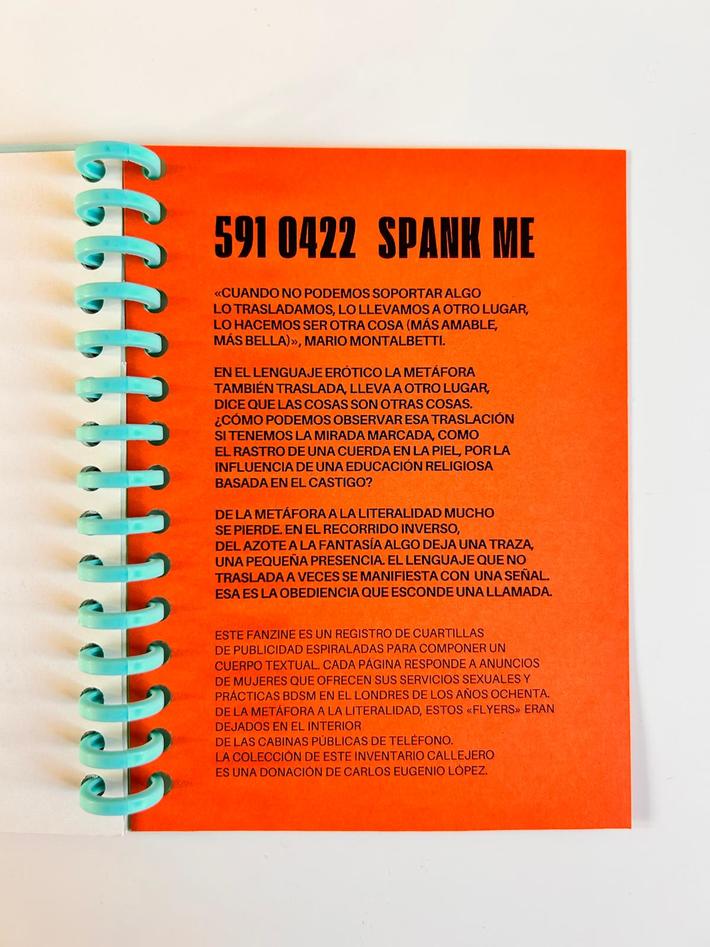 591 0422 SPANK ME
«CUANDO NO PODEMOS SOPORTAR ALGO
LO TRASLADAMOS, LO LLEVAMOS A OTRO LUGAR,
LO HACEMOS SER OTRA COSA (MÁS AMABLE,
MÁS BELLA)», MARIO MONTALBETTI.
EN EL LENGUAJE ERÓTICO LA METÁFORA
TAMBIÉN TRASLADA, LLEVA A OTRO LUGAR,
DICE QUE LAS COSAS SON OTRAS COSAS.
¿CÓMO PODEMOS OBSERVAR ESA TRASLACIÓN
SI TENEMOS LA MIRADA MARCADA, COMO
EL RASTRO DE UNA CUERDA EN LA PIEL, POR LA
INFLUENCIA DE UNA EDUCACIÓN RELIGIOSA
BASADA EN EL CASTIGO?
DE LA METÁFORA A LA LITERALIDAD MUCHO
SE PIERDE. EN EL RECORRIDO INVERSO,
DEL AZOTE A LA FANTASÍA ALGO DEJA UNA TRAZA,
UNA PEQUEÑA PRESENCIA. EL LENGUAJE QUE NO
TRASLADA A VECES SE MANIFIESTA CON UNA SEÑAL.
ESA ES LA OBEDIENCIA QUE ESCONDE UNA LLAMADA.
ESTE FANZINE ES UN REGISTRO DE CUARTILLAS
DE PUBLICIDAD ESPIRALADAS PARA COMPONER UN
CUERPO TEXTUAL. CADA PÁGINA RESPONDE A ANUNCIOS
DE MUJERES QUE OFRECEN SUS SERVICIOS SEXUALES Y
PRÁCTICAS BDSM EN EL LONDRES DE LOS AÑOS OCHENTA.
DE LA METÁFORA A LA LITERALIDAD, ESTOS «FLYERS» ERAN
DEJADOS EN EL INTERIOR
DE LAS CABINAS PÚBLICAS DE TELÉFONO.
LA COLECCIÓN DE ESTE INVENTARIO CALLEJERO
ES UNA DONACIÓN DE CARLOS EUGENIO LÓPEZ.